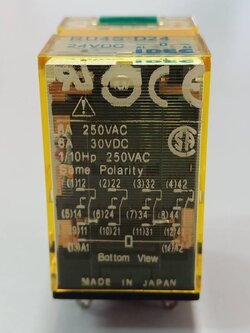 RU4S-D24
24VDC
IDEC
6A 250VAC
6A 30VDC
1/10Hp 250VAC
Same Polarity
(1)12 (2)22 (3)32 (4)42
(5)14 (6)24 (7)34 (8)44
(9)11 (10)21 (11)31 (12)41
(13)A1 (14)A2
Bottom View
MADE IN JAPAN